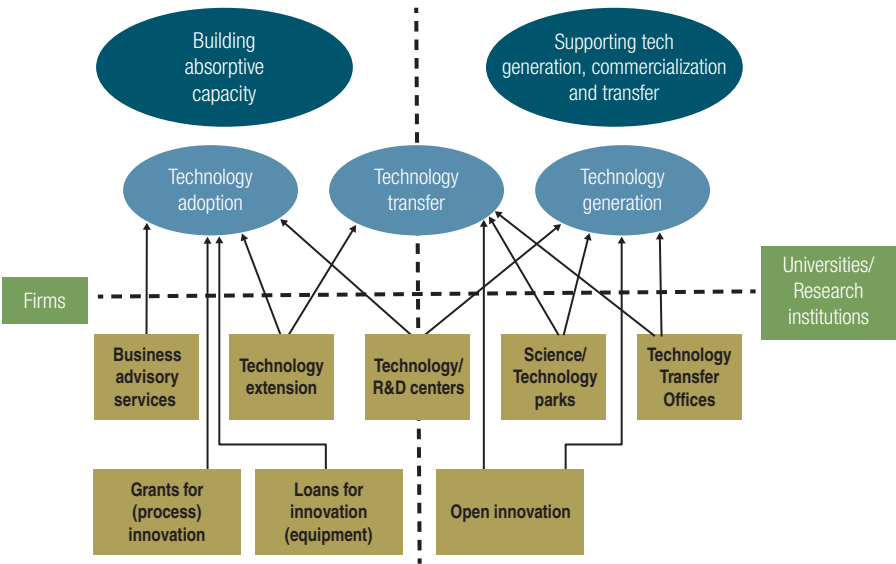 Building
absorptive
capacity
Supporting tech
generation, commercialization
and transfer
Technology
adoption
Technology
transfer
Technology
generation
Firms
Universities/
Research
institutions
Business
advisory
services
Technology
extension
Technology/
R&D centers
Science/
Technology
parks
Technology
Transfer
Offices
Grants for
(process)
innovation
Loans for
innovation
(equipment)
Open innovation